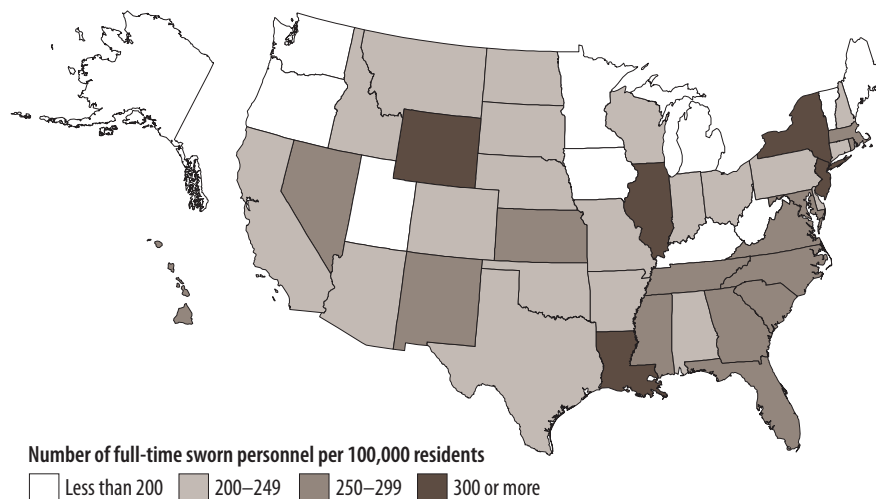 Number of full-time sworn personnel per 100,000 residents
Less than 200 200–249 250–299 300 or more